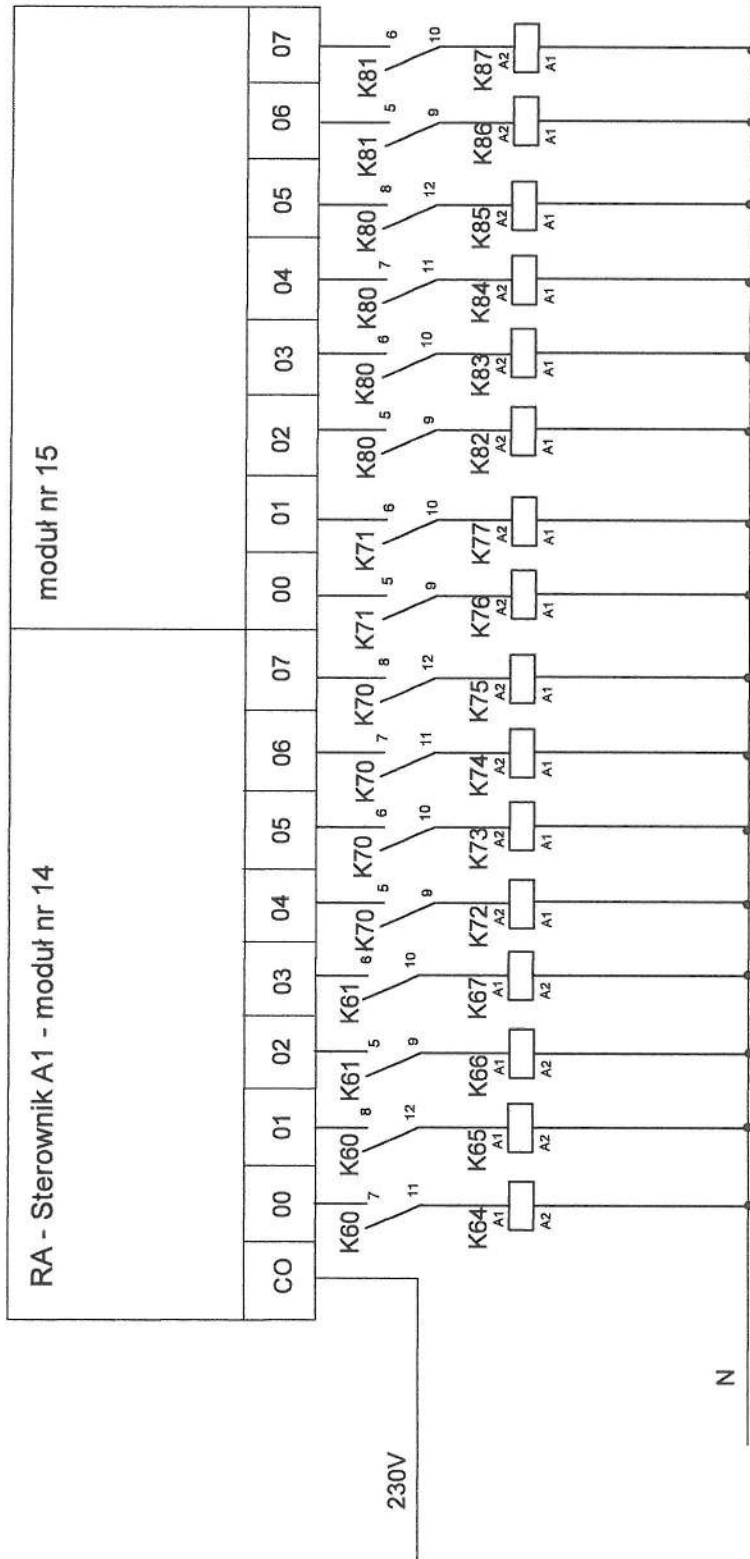 RA - Sterownik A1 - moduł nr 14
moduł nr 15
CO 00 01 02 03 04 05 06 07 00 01 02 03 04 05 06 07
230V
K60 7 11
K60 8 12
K61 5 9
K61 6 10
K70 5 9
K70 6 10
K70 7 11
K70 8 12
K71 5 9
K71 6 10
K80 5 9
K80 6 10
K80 7 11
K80 8 12
K81 5 9
K81 6 10
K64 A1 A2
K65 A1 A2
K66 A1 A2
K67 A1 A2
K72 A2 A1
K73 A2 A1
K74 A2 A1
K75 A2 A1
K76 A2 A1
K77 A2 A1
K82 A2 A1
K83 A2 A1
K84 A2 A1
K85 A2 A1
K86 A2 A1
K87 A2 A1
N